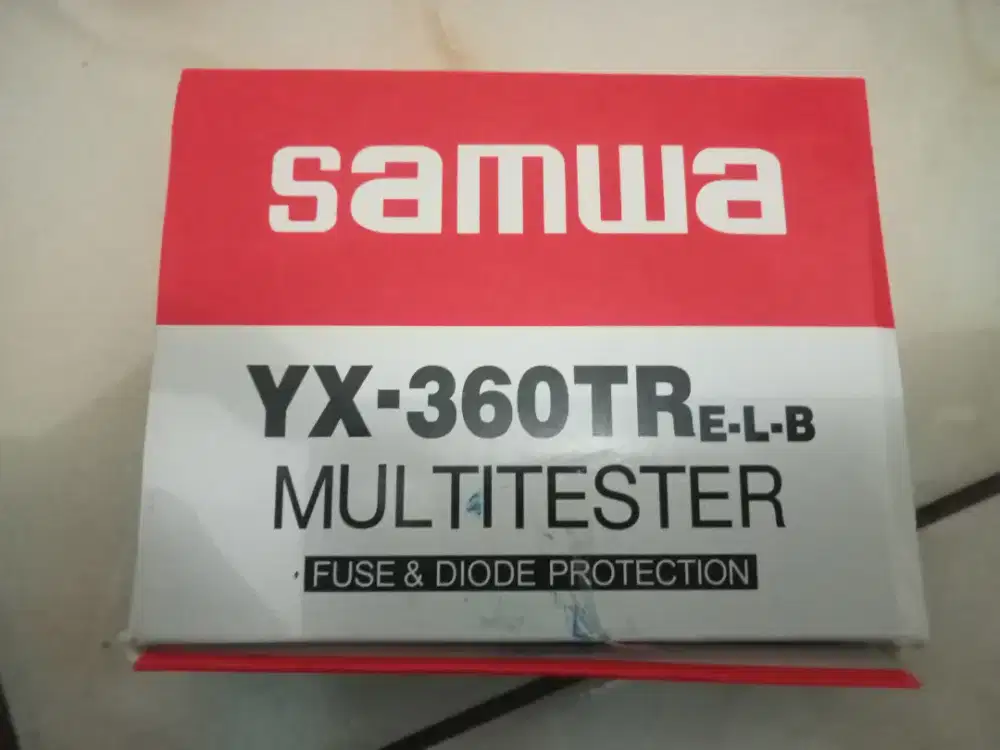 samwa
YX-360TRE-L-B
MULTITESTER
FUSE & DIODE PROTECTION